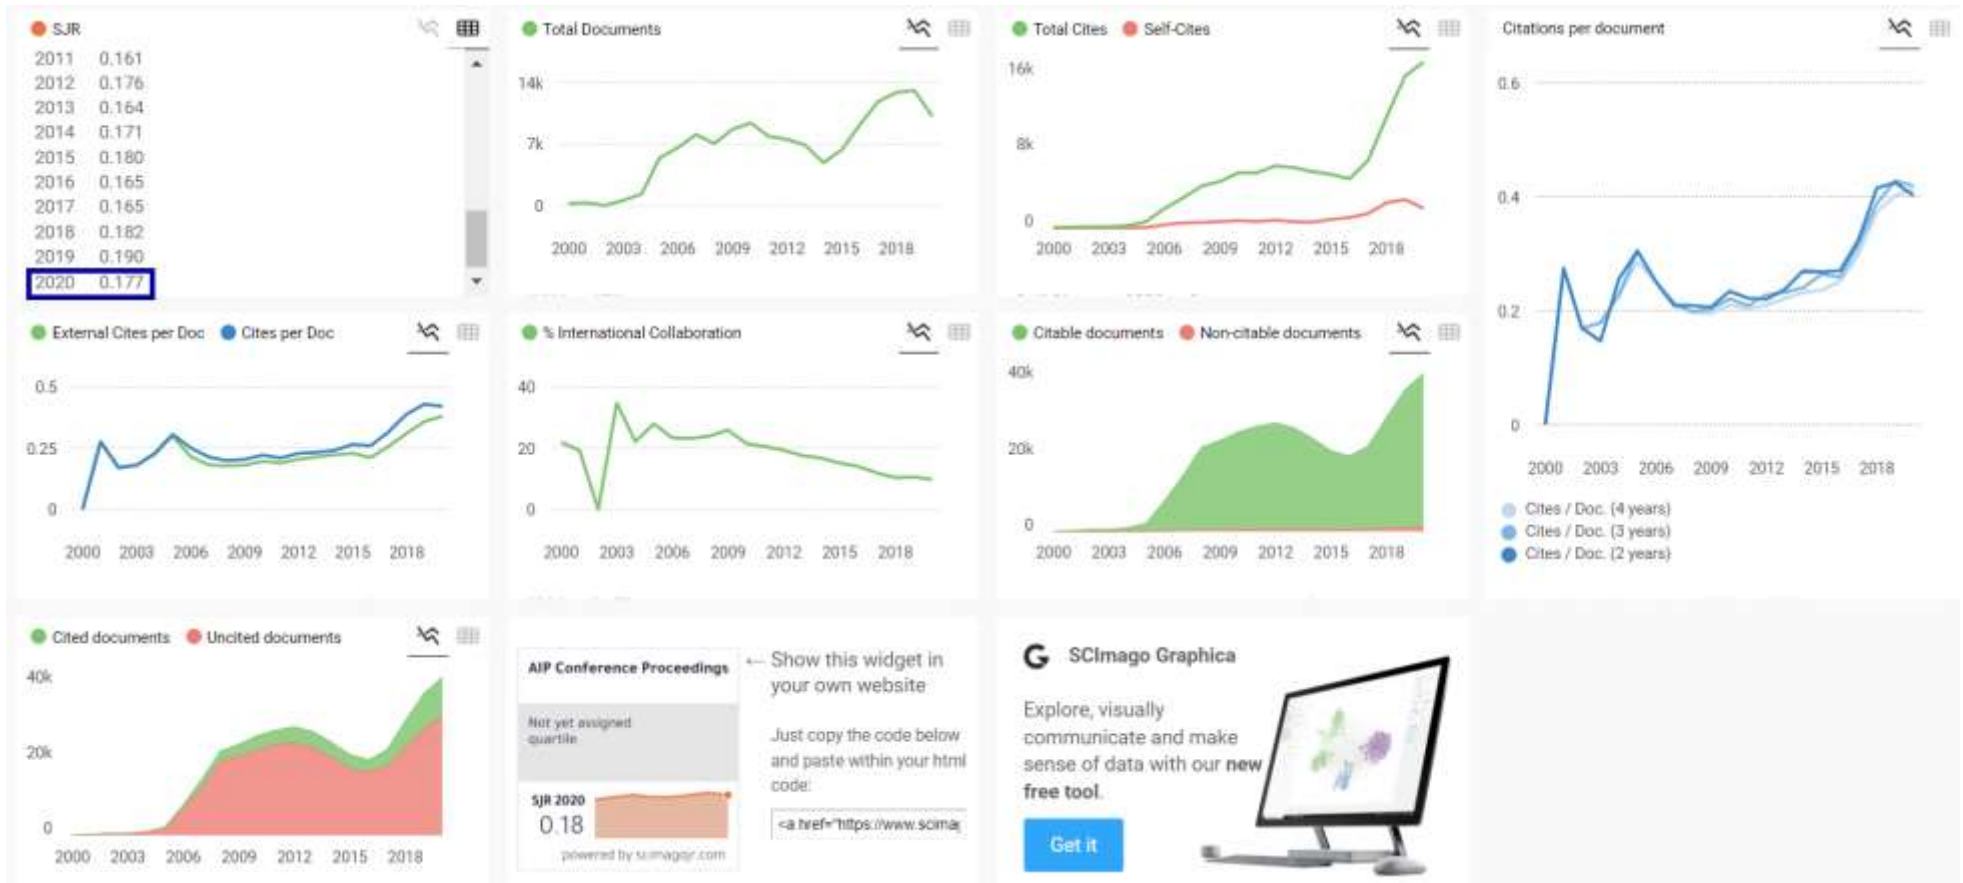 SJR
2011 0.161
2012 0.176
2013 0.164
2014 0.171
2015 0.180
2016 0.165
2017 0.165
2018 0.182
2019 0.190
2020 0.177
Total Documents
14k
7k
0
2000 2003 2006 2009 2012 2015 2018
Total Cites Self-Cites
16k
8k
0
2000 2003 2006 2009 2012 2015 2018
Citations per document
0.6
0.4
0.2
0
2000 2003 2006 2009 2012 2015 2018
Cites / Doc. (4 years)
Cites / Doc. (3 years)
Cites / Doc. (2 years)
External Cites per Doc Cites per Doc
0.5
0.25
0
2000 2003 2006 2009 2012 2015 2018
% International Collaboration
40
20
0
2000 2003 2006 2009 2012 2015 2018
Citable documents Non-citable documents
40k
20k
0
2000 2003 2006 2009 2012 2015 2018
Cited documents Uncited documents
40k
20k
0
2000 2003 2006 2009 2012 2015 2018
AIP Conference Proceedings
Not yet assigned
quartile
SJR 2020
0.18
powered by scimagojr.com
← Show this widget in
your own website
Just copy the code below
and paste within your html
code:
<a href="https://www.scimag
G SCImago Graphica
Explore, visually
communicate and make
sense of data with our new
free tool.
Get it